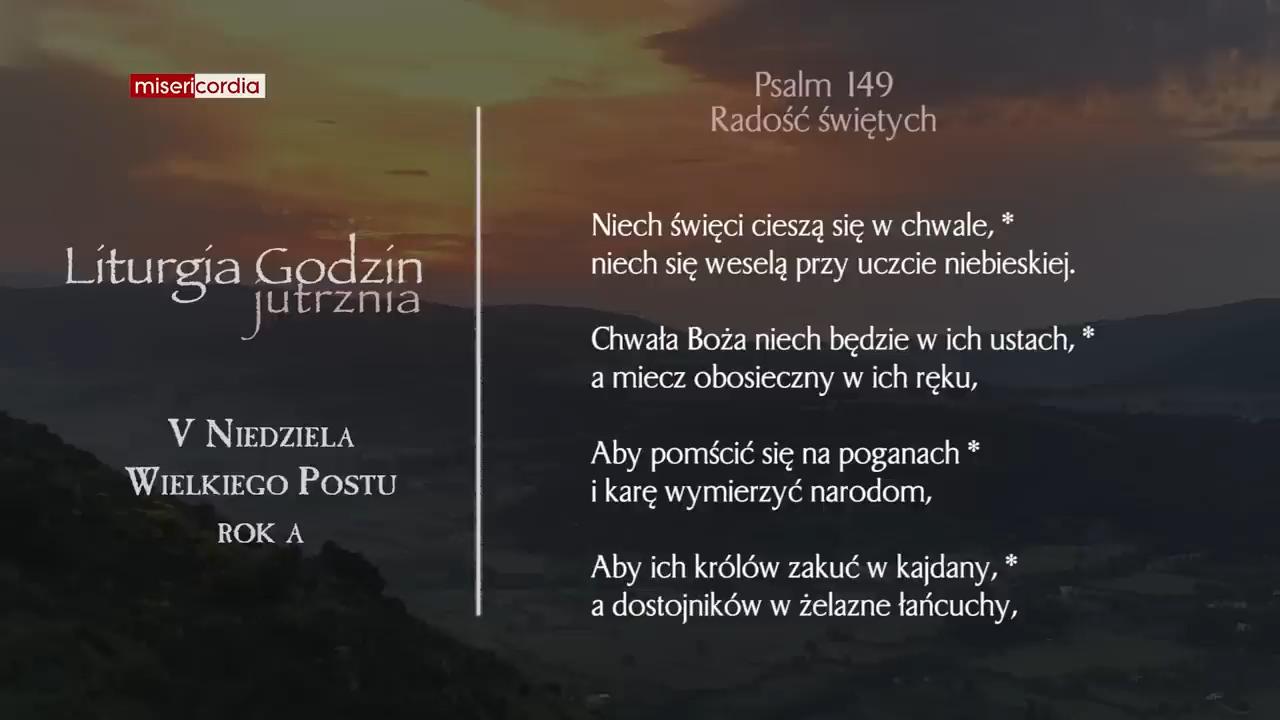 misericordia
Liturgia Godzin
jutrznia
V Niedziela
Wielkiego Postu
rok A
Psalm 149
Radość świętych
Niech święci cieszą się w chwale, *
niech się weselą przy uczcie niebieskiej.
Chwała Boża niech będzie w ich ustach, *
a miecz obosieczny w ich ręku,
Aby pomścić się na poganach *
i karę wymierzyć narodom,
Aby ich królów zakuć w kajdany, *
a dostojników w żelazne łańcuchy,